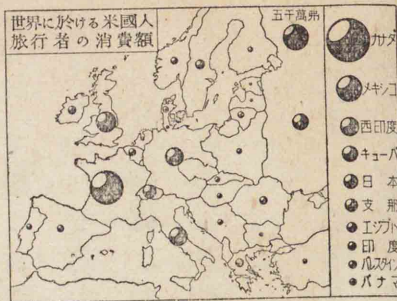 世界に於ける米國人
旅行者の消費額
五千萬弗
カナダ
メキシコ
西印度
キューバ
日本
支那
エジプト
印度
パレスタイン
パナマ